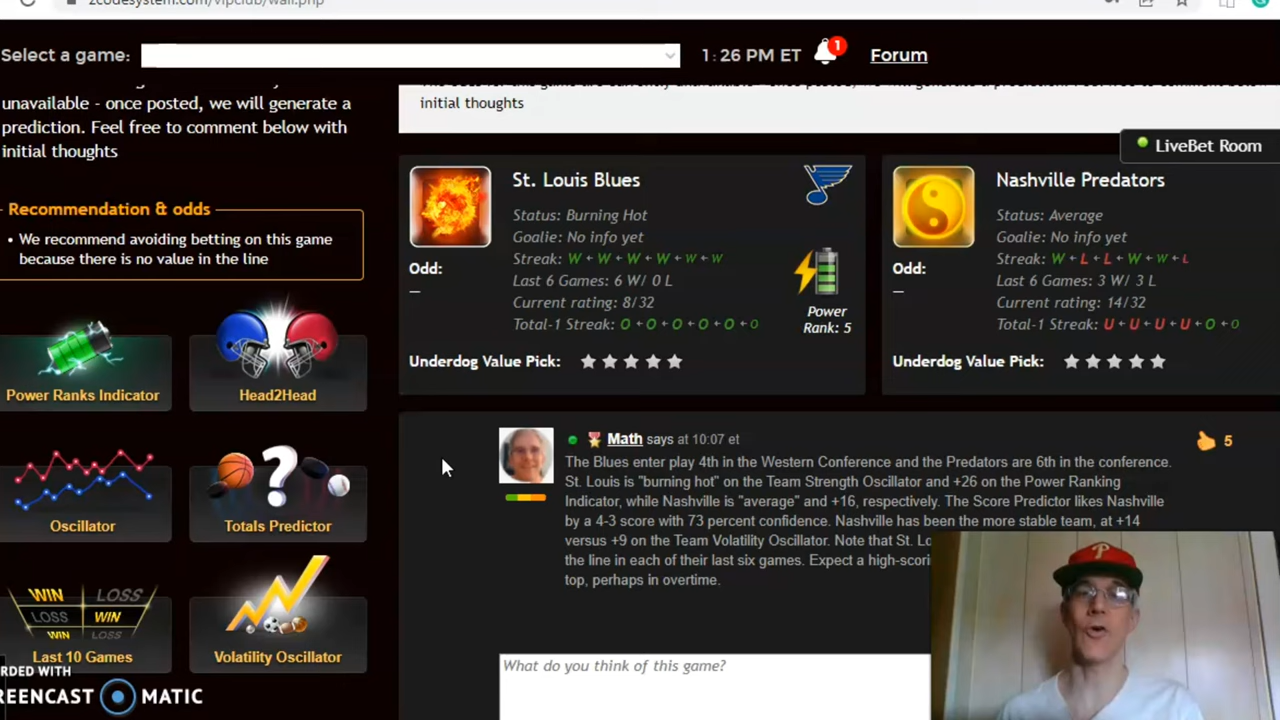 zcodesystem.com/vipclub/wall.php
Select a game:
1:26 PM ET
1
Forum
unavailable - once posted, we will generate a
prediction. Feel free to comment below with
initial thoughts
initial thoughts
LiveBet Room
Recommendation & odds
• We recommend avoiding betting on this game
because there is no value in the line
Power Ranks Indicator
Head2Head
Oscillator
Totals Predictor
WIN LOSS
LOSS WIN
WIN LOSS
Last 10 Games
Volatility Oscillator
St. Louis Blues
Status: Burning Hot
Goalie: No info yet
Streak: W W W W W W
Odd:
—
Last 6 Games: 6 W/ 0 L
Current rating: 8/32
Total-1 Streak: O O O O O O
Power
Rank: 5
Underdog Value Pick:
Nashville Predators
Status: Average
Goalie: No info yet
Streak: W L L W W L
Odd:
—
Last 6 Games: 3 W/ 3 L
Current rating: 14/32
Total-1 Streak: U U U U O O
Underdog Value Pick:
Math says at 10:07 et
5
The Blues enter play 4th in the Western Conference and the Predators are 6th in the conference.
St. Louis is "burning hot" on the Team Strength Oscillator and +26 on the Power Ranking
Indicator, while Nashville is "average" and +16, respectively. The Score Predictor likes Nashville
by a 4-3 score with 73 percent confidence. Nashville has been the more stable team, at +14
versus +9 on the Team Volatility Oscillator. Note that St.
the line in each of their last six games. Expect a
top, perhaps in overtime.
What do you think of this game?
P
RDED WITH
REENCAST MATIC